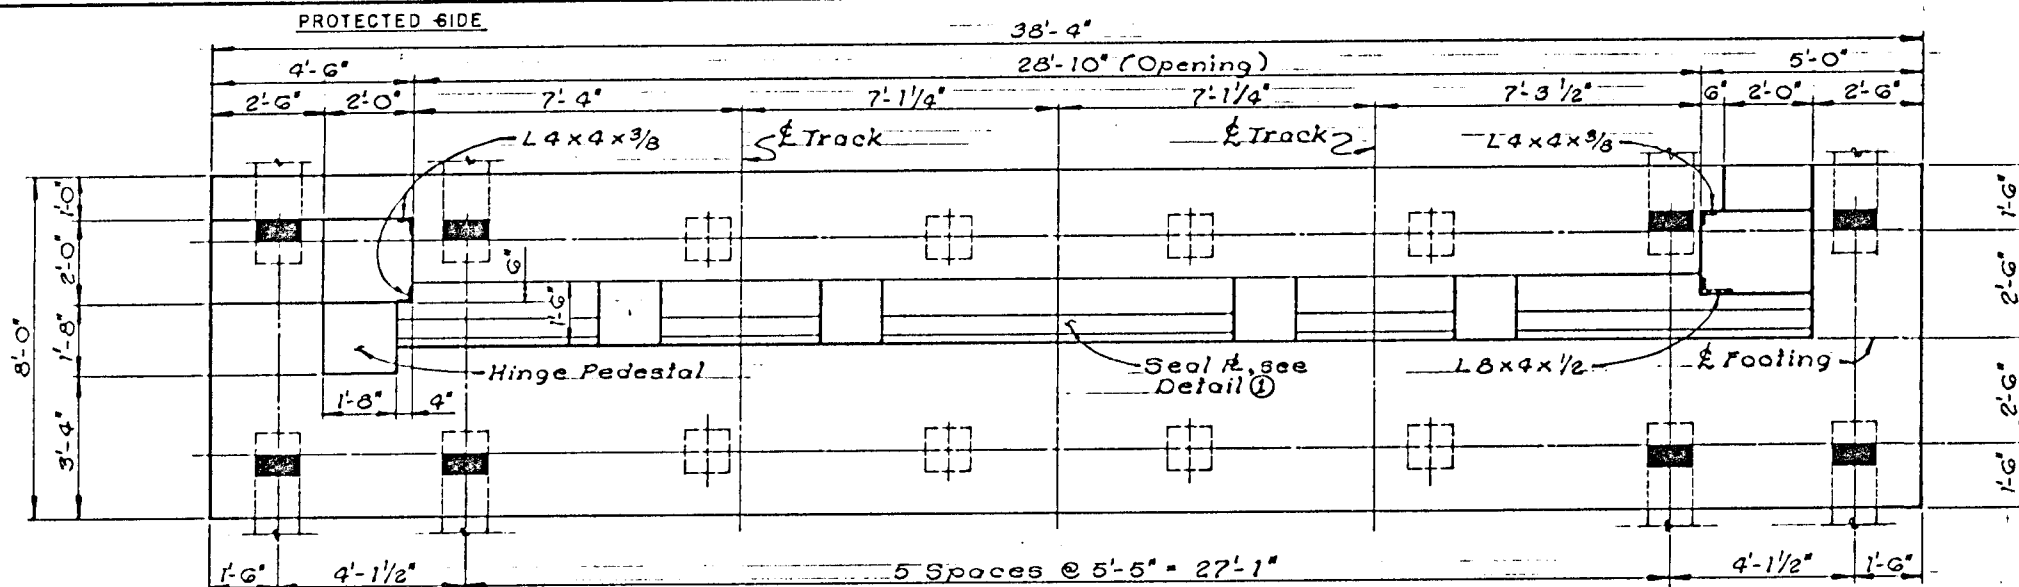 PROTECTED SIDE
38'-4"
4'-6" 28'-10" (Opening) 5'-0"
2'-6" 2'-0" 7'-4" 7'-1 1/4" 7'-1 1/4" 7'-3 1/2" 6" 2'-0" 2'-6"
L 4 x 4 x 3/8 ℄ Track ℄ Track L 4 x 4 x 3/8
8'-0"
1'-0"
2'-0"
1'-8"
3'-4"
6"
1'-6"
1'-6"
2'-6"
2'-6"
1'-6"
Hinge Pedestal Seal ℄, see L 8 x 4 x 1/2 ℄ Footing
Detail ①
1'-8" 4"
1'-6" 4'-1 1/2" 5 Spaces @ 5'-5" = 27'-1" 4'-1 1/2" 1'-6"